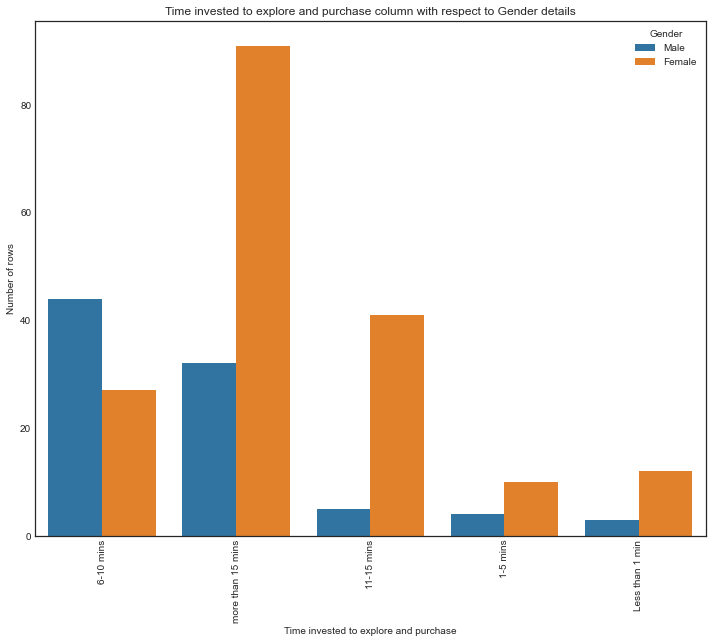 Time invested to explore and purchase column with respect to Gender details
Gender
Male
Female
80
60
40
20
0
Number of rows
6-10 mins
more than 15 mins
11-15 mins
1-5 mins
Less than 1 min
Time invested to explore and purchase